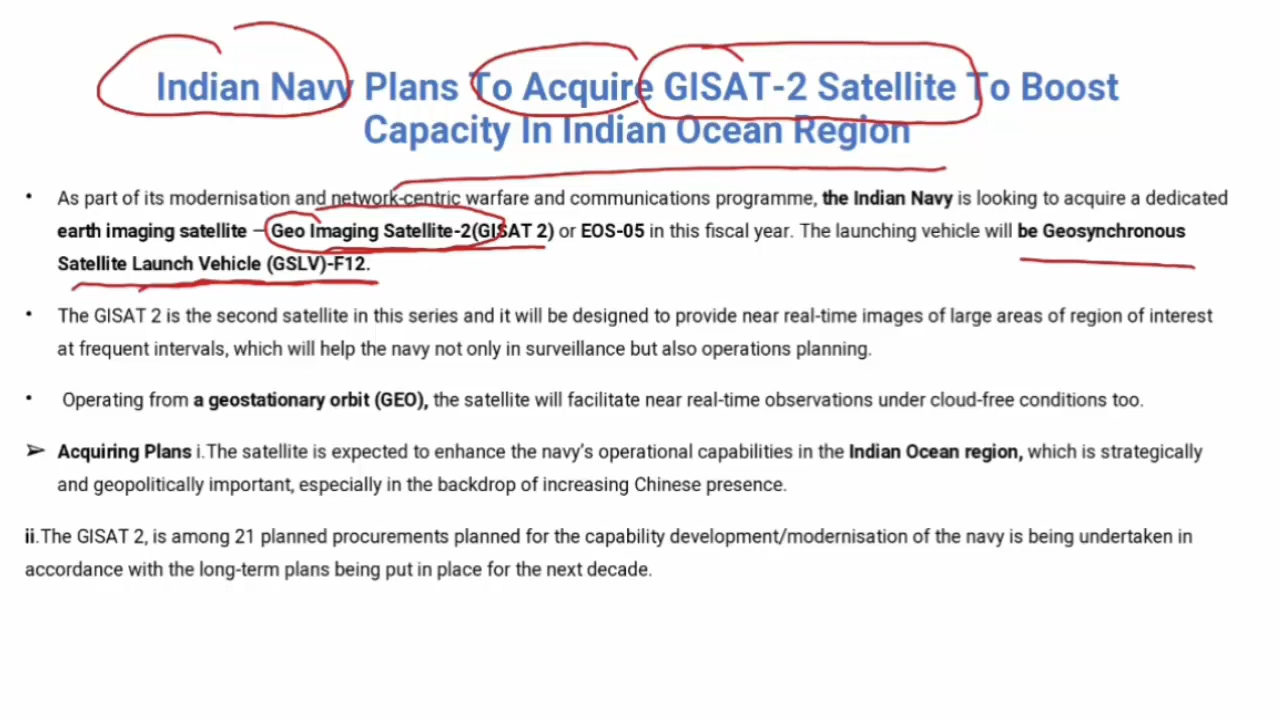 Indian Navy Plans To Acquire GISAT-2 Satellite To Boost
Capacity In Indian Ocean Region
• As part of its modernisation and network-centric warfare and communications programme, the Indian Navy is looking to acquire a dedicated
earth imaging satellite – Geo Imaging Satellite-2(GISAT 2) or EOS-05 in this fiscal year. The launching vehicle will be Geosynchronous
Satellite Launch Vehicle (GSLV)-F12.
• The GISAT 2 is the second satellite in this series and it will be designed to provide near real-time images of large areas of region of interest
at frequent intervals, which will help the navy not only in surveillance but also operations planning.
• Operating from a geostationary orbit (GEO), the satellite will facilitate near real-time observations under cloud-free conditions too.
➢ Acquiring Plans i.The satellite is expected to enhance the navy's operational capabilities in the Indian Ocean region, which is strategically
and geopolitically important, especially in the backdrop of increasing Chinese presence.
ii.The GISAT 2, is among 21 planned procurements planned for the capability development/modernisation of the navy is being undertaken in
accordance with the long-term plans being put in place for the next decade.